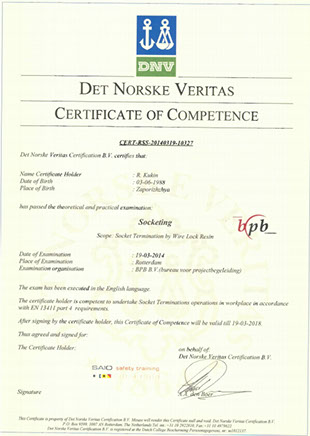 DNV
DET NORSKE VERITAS
CERTIFICATE OF COMPETENCE
CERT-RSS-20140319-10327
Det Norske Veritas Certification B.V. certifies that
Name Certificate Holder : R. Kukin
Date of Birth : 03-06-1988
Place of Birth : Zaporizhzhya
has passed the theoretical and practical examination:
Socketing
bpb
Scope: Socket Termination by Wire Lock Resin
Date of Examination : 19-03-2014
Place of Examination : Rotterdam
Examination organisation : BPB B.V.(bureau voor projectbegeleiding)
The exam has been executed in the English language.
The certificate holder is competent to undertake Socket Terminations operations in workplace in accordance
with EN 13411 part 4 requirements.
After signing by the certificate holder, this Certificate of Competence will be valid till 19-03-2018
Thus agreed and signed for:
The Certificate Holder: on behalf of
Det Norske Veritas Certification B.V.
safety training
Signature
den Boer